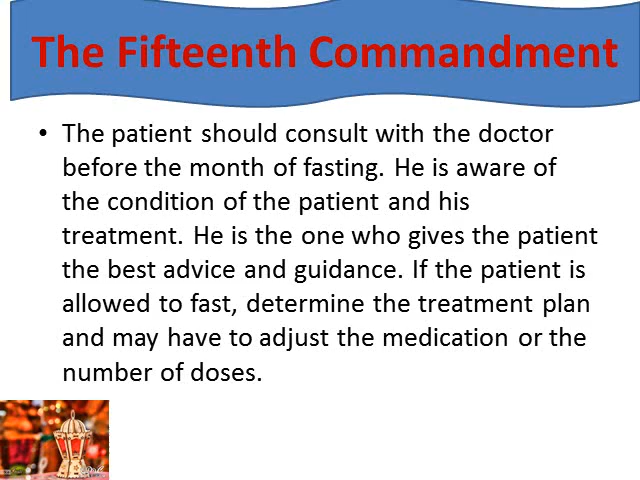 The Fifteenth Commandment
• The patient should consult with the doctor
before the month of fasting. He is aware of
the condition of the patient and his
treatment. He is the one who gives the patient
the best advice and guidance. If the patient is
allowed to fast, determine the treatment plan
and may have to adjust the medication or the
number of doses.